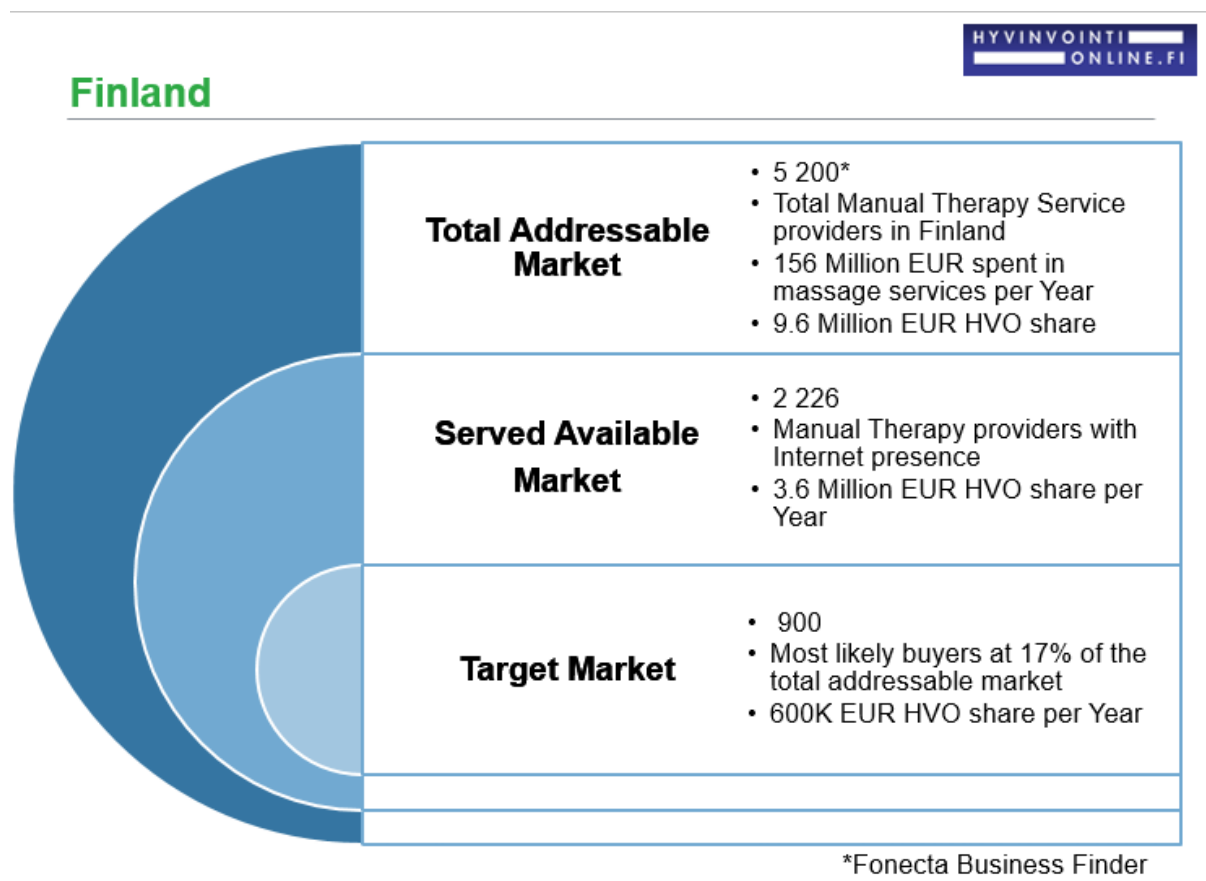 HYVINVOINTI
ONLINE.FI
Finland
Total Addressable
Market
• 5 200*
• Total Manual Therapy Service
providers in Finland
• 156 Million EUR spent in
massage services per Year
• 9.6 Million EUR HVO share
Served Available
Market
• 2 226
• Manual Therapy providers with
Internet presence
• 3.6 Million EUR HVO share per
Year
Target Market
• 900
• Most likely buyers at 17% of the
total addressable market
• 600K EUR HVO share per Year
*Fonecta Business Finder